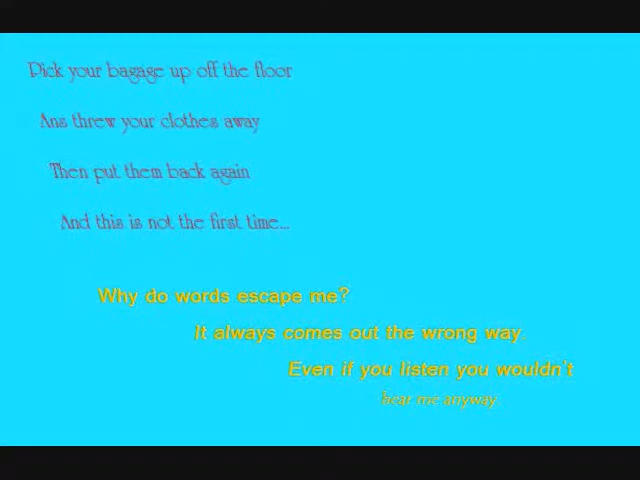 Pick your bagage up off the floor
Ans threw your clothes away
Then put them back again
And this is not the first time...
Why do words escape me?
It always comes out the wrong way.
Even if you listen you wouldn't
hear me anyway